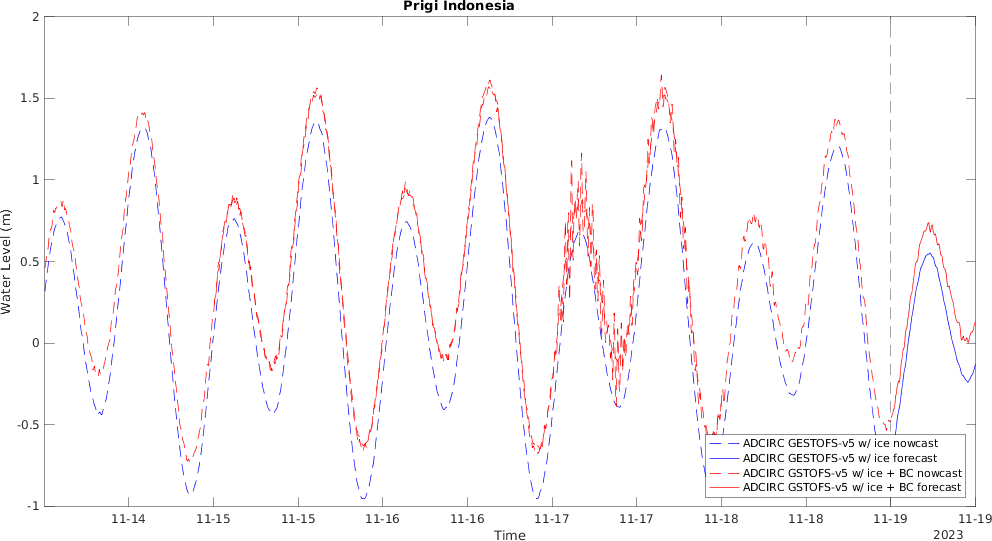 Prigi Indonesia
2
1.5
1
0.5
0
-0.5
-1
Water Level (m)
ADCIRC GESTOFS-v5 w/ ice nowcast
ADCIRC GESTOFS-v5 w/ ice forecast
ADCIRC GSTOFS-v5 w/ ice + BC nowcast
ADCIRC GSTOFS-v5 w/ ice + BC forecast
11-14 11-15 11-15 11-16 11-16 11-17 11-17 11-18 11-18 11-19 11-19
Time
2023